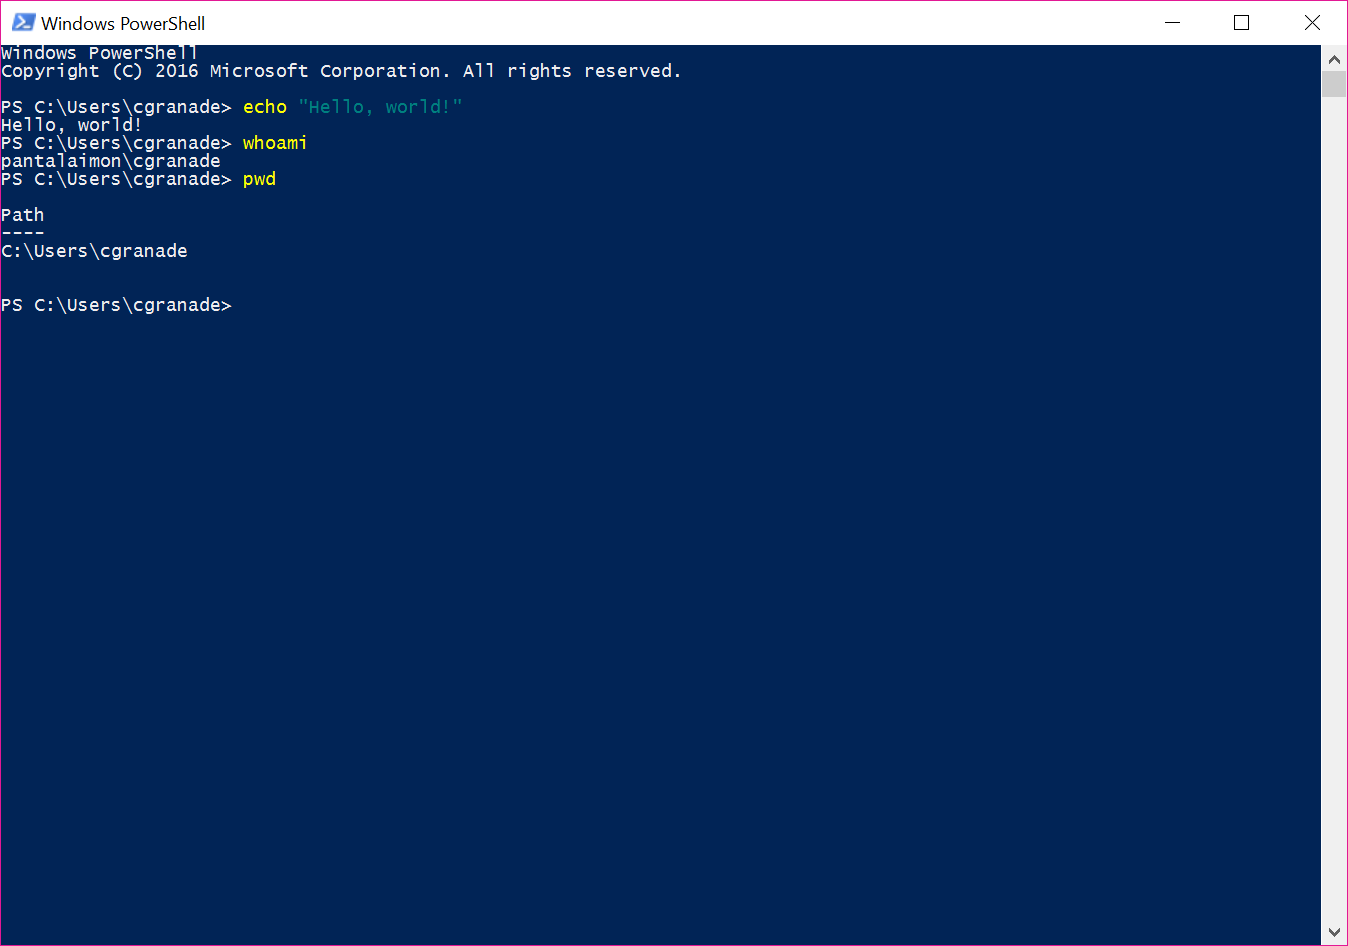 Windows PowerShell
Windows PowerShell
Copyright (C) 2016 Microsoft Corporation. All rights reserved.
PS C:\Users\cgranade> echo "Hello, world!"
Hello, world!
PS C:\Users\cgranade> whoami
pantalaimon\cgranade
PS C:\Users\cgranade> pwd
Path
----
C:\Users\cgranade
PS C:\Users\cgranade>